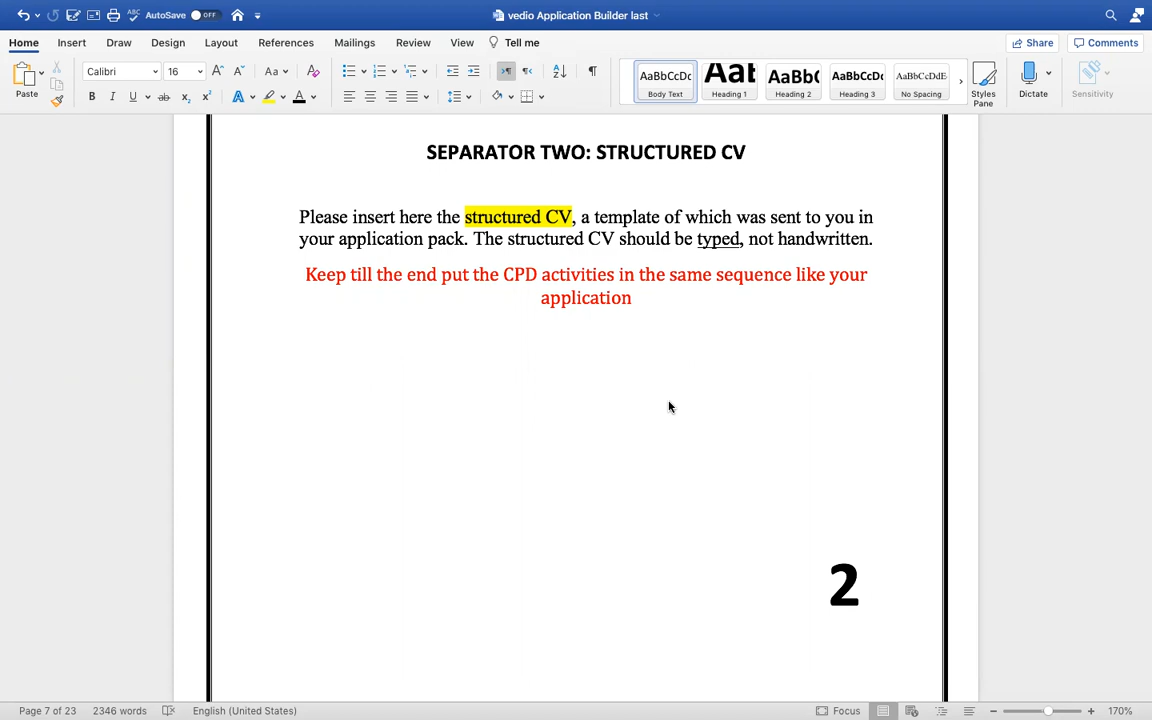 AutoSave OFF
vedio Application Builder last
Home Insert Draw Design Layout References Mailings Review View Tell me
Share Comments
Paste
Calibri 16
Aa
AaBbCcDc AaBb AaBbC AaBbCcDc AaBbCcDdE
Body Text Heading 1 Heading 2 Heading 3 No Spacing
Styles Pane
Dictate
Sensitivity
SEPARATOR TWO: STRUCTURED CV
Please insert here the structured CV, a template of which was sent to you in
your application pack. The structured CV should be typed, not handwritten.
Keep till the end put the CPD activities in the same sequence like your
application
2
Page 7 of 23 2346 words English (United States) Focus 170%